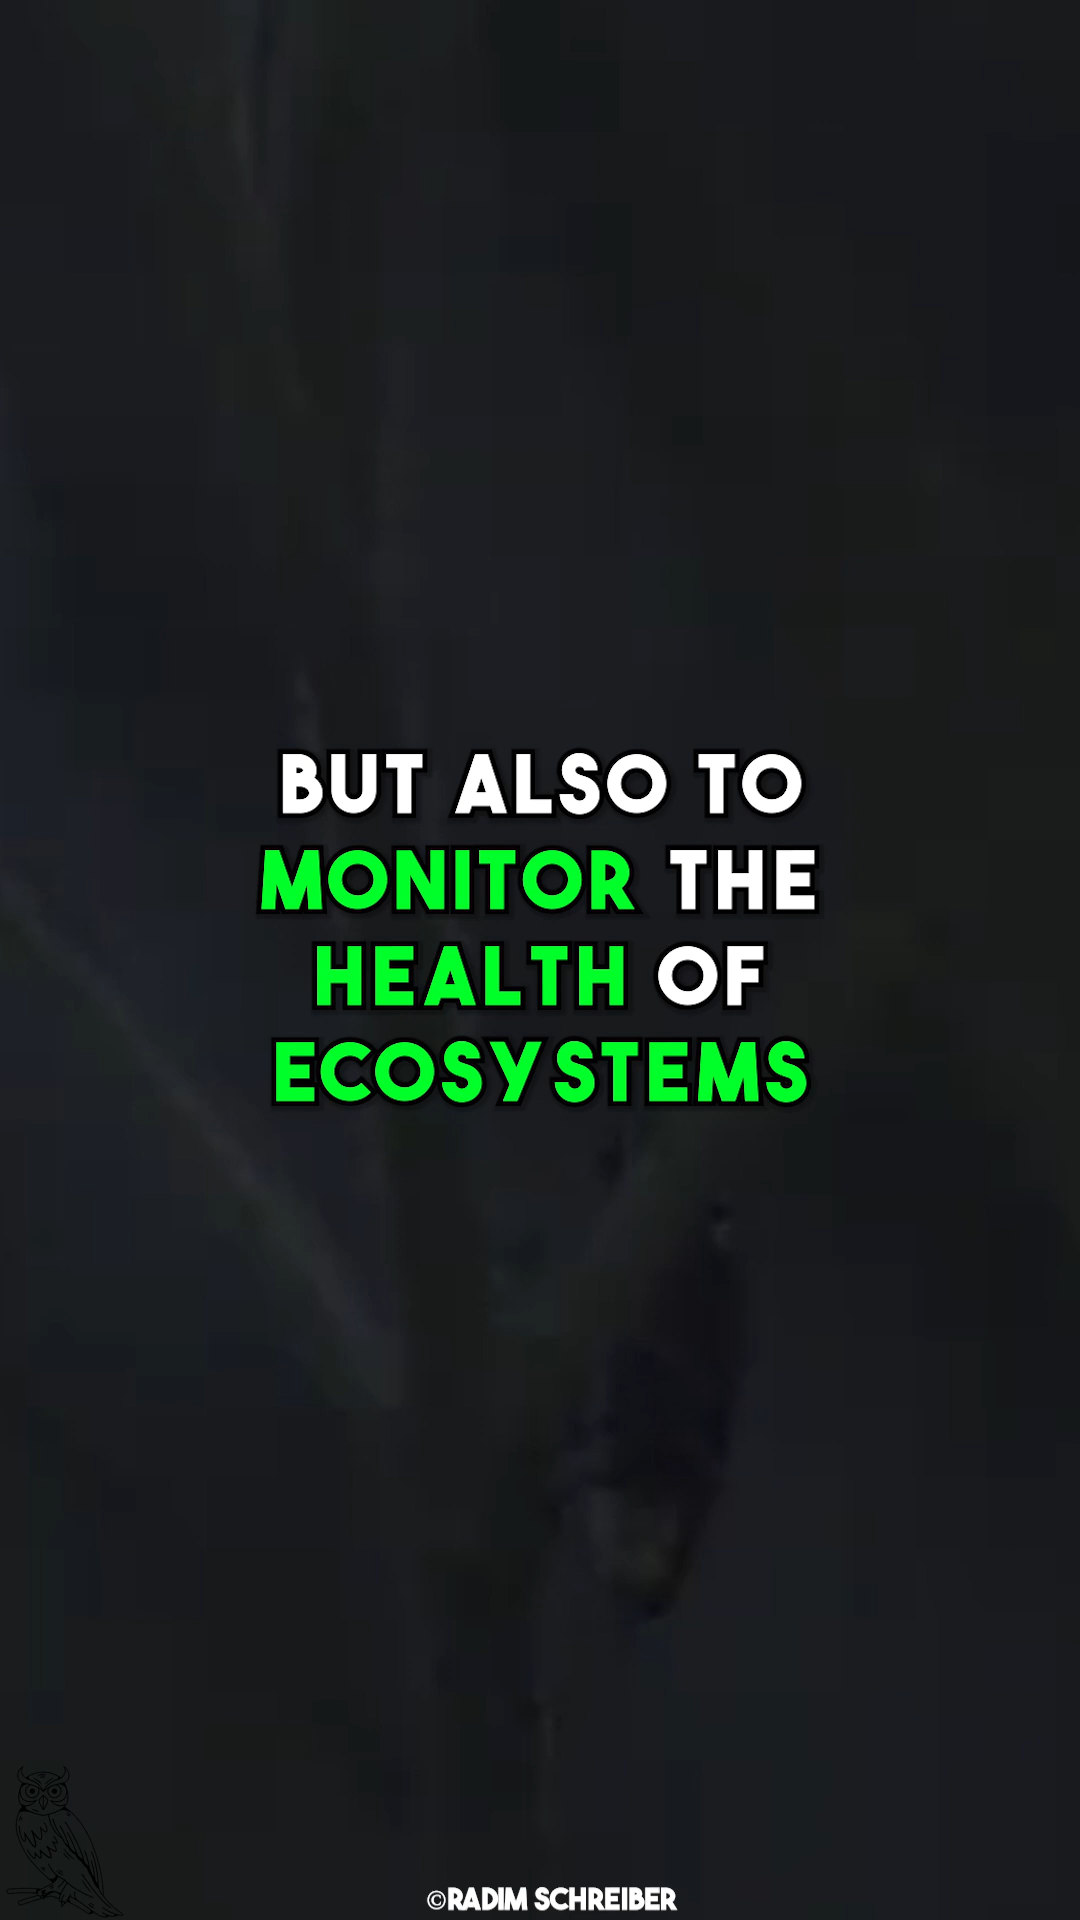 BUT ALSO TO
MONITOR THE
HEALTH OF
ECOSYSTEMS
©RADIM SCHREIBER